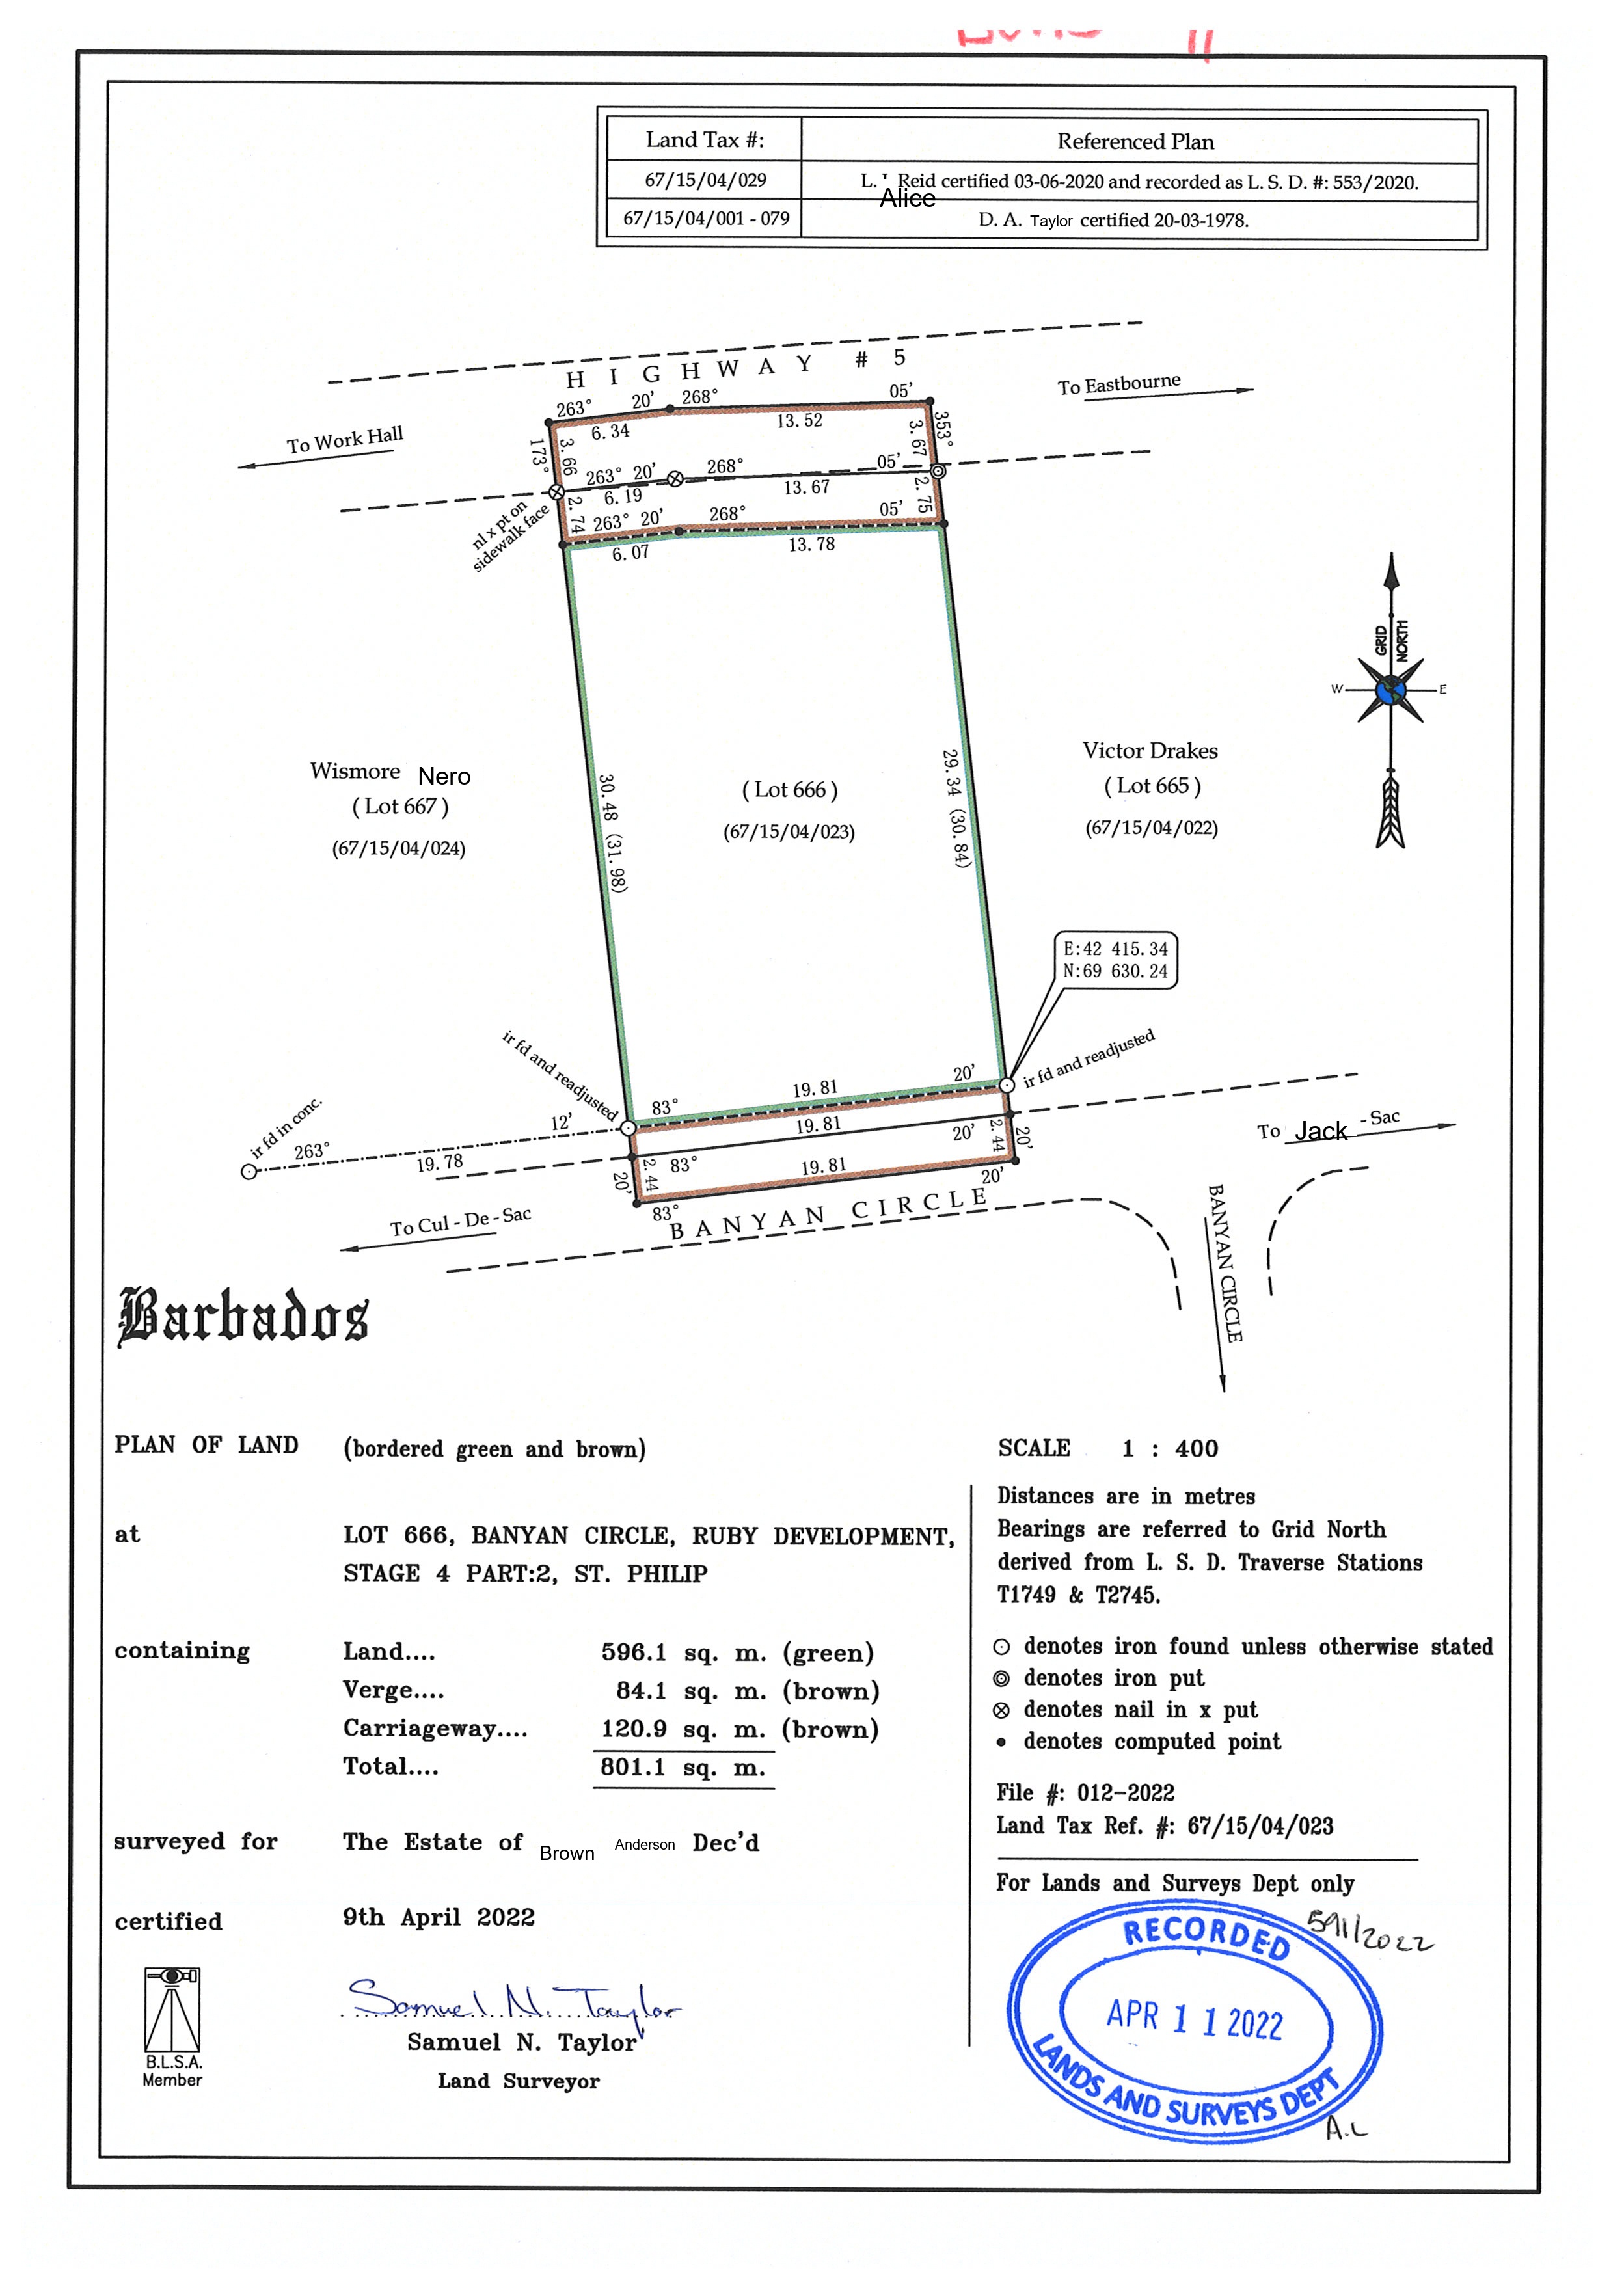 Land Tax #: Referenced Plan
67/15/04/029 L. Reid certified 03-06-2020 and recorded as L. S. D. #: 553/2020.
Alice
67/15/04/001 - 079 D. A. Taylor certified 20-03-1978.
HIGHWAY # 5
To Eastbourne
To Work Hall
263° 20' 268° 05'
6.34 13.52
173° 3.66 3.67 353°
263° 20' 268° 05'
6.19 13.67
2.74 2.75
nl x pt on
sidewalk face
263° 20' 268° 05'
6.07 13.78
GRID NORTH
W E
Wismore Nero
( Lot 667 )
(67/15/04/024)
30.48 (31.98)
( Lot 666 )
(67/15/04/023)
29.34 (30.84)
Victor Drakes
( Lot 665 )
(67/15/04/022)
E:42 415.34
N:69 630.24
ir fd and readjusted
ir fd and readjusted
ir fd in conc.
263° 12'
19.78
83° 19.81 20'
19.81
83° 20'
2.44 2.44
20' 20'
19.81
83° 20'
BANYAN CIRCLE
To Cul - De - Sac
To Jack - Sac
BANYAN CIRCLE
Barbados
PLAN OF LAND (bordered green and brown)
at LOT 666, BANYAN CIRCLE, RUBY DEVELOPMENT,
STAGE 4 PART:2, ST. PHILIP
containing Land.... 596.1 sq. m. (green)
Verge.... 84.1 sq. m. (brown)
Carriageway.... 120.9 sq. m. (brown)
Total.... 801.1 sq. m.
surveyed for The Estate of Brown Anderson Dec'd
certified 9th April 2022
Samuel N. Taylor
Samuel N. Taylor
Land Surveyor
B.L.S.A.
Member
SCALE 1 : 400
Distances are in metres
Bearings are referred to Grid North
derived from L. S. D. Traverse Stations
T1749 & T2745.
denotes iron found unless otherwise stated
denotes iron put
denotes nail in x put
denotes computed point
File #: 012-2022
Land Tax Ref. #: 67/15/04/023
For Lands and Surveys Dept only
591/2022
RECORDED
APR 11 2022
LANDS AND SURVEYS DEPT
A.L